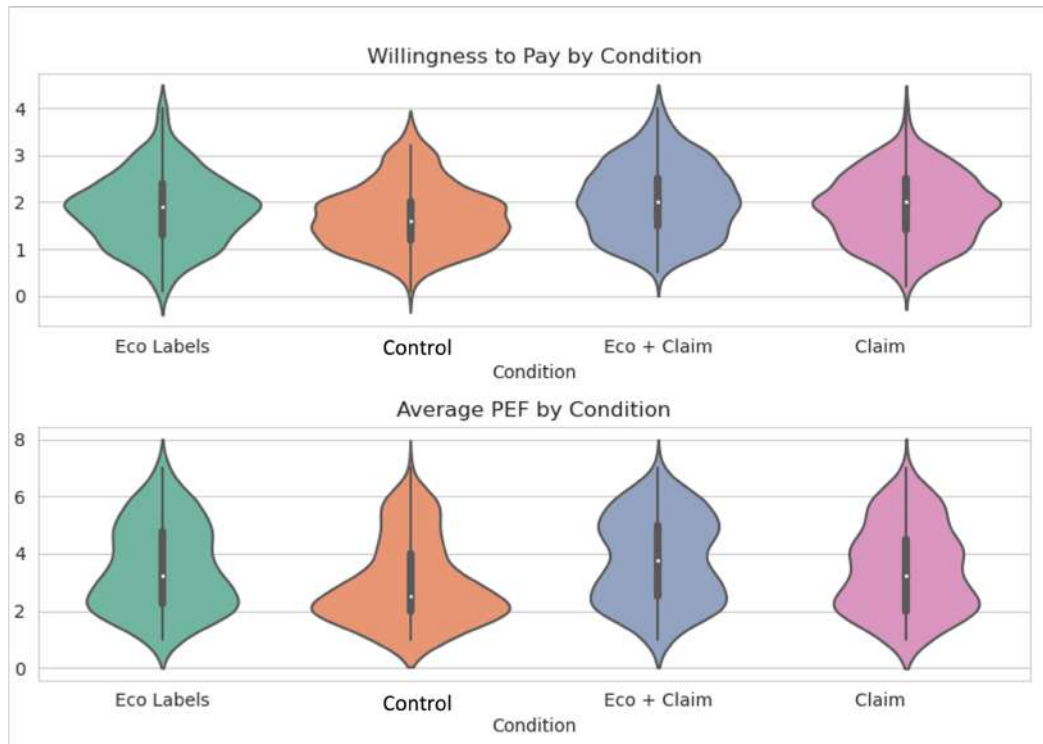 Willingness to Pay by Condition
4
3
2
1
0
Eco Labels Control Eco + Claim Claim
Condition
Average PEF by Condition
8
6
4
2
0
Eco Labels Control Eco + Claim Claim
Condition